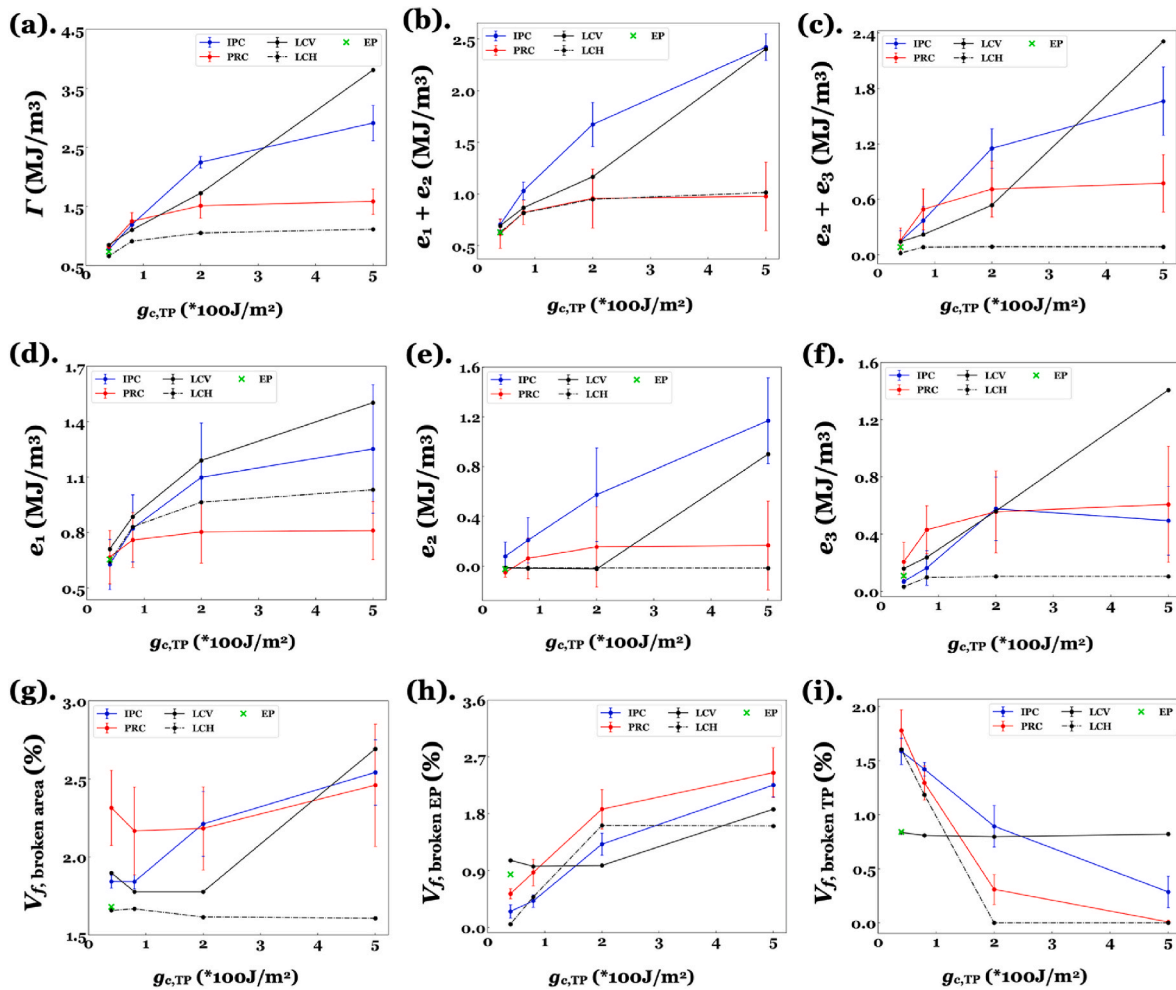 (a).
Γ (MJ/m³)
4.5
3.5
2.5
1.5
0.5
IPC LCV EP
PRC LCH
0 1 2 3 4 5
g_c,TP (*100J/m²)
(b).
e₁ + e₂ (MJ/m³)
2.5
2.0
1.5
1.0
0.5
IPC LCV EP
PRC LCH
0 1 2 3 4 5
g_c,TP (*100J/m²)
(c).
e₂ + e₃ (MJ/m³)
2.4
1.8
1.2
0.6
0.0
IPC LCV EP
PRC LCH
0 1 2 3 4 5
g_c,TP (*100J/m²)
(d).
e₁ (MJ/m³)
1.7
1.4
1.1
0.8
0.5
IPC LCV EP
PRC LCH
0 1 2 3 4 5
g_c,TP (*100J/m²)
(e).
e₂ (MJ/m³)
1.6
1.2
0.8
0.4
0.0
IPC LCV EP
PRC LCH
0 1 2 3 4 5
g_c,TP (*100J/m²)
(f).
e₃ (MJ/m³)
1.6
1.2
0.8
0.4
0.0
IPC LCV EP
PRC LCH
0 1 2 3 4 5
g_c,TP (*100J/m²)
(g).
V_f, broken area (%)
3.0
2.5
2.0
1.5
IPC LCV EP
PRC LCH
0 1 2 3 4 5
g_c,TP (*100J/m²)
(h).
V_f, broken EP (%)
3.6
2.7
1.8
0.9
0.0
IPC LCV EP
PRC LCH
0 1 2 3 4 5
g_c,TP (*100J/m²)
(i).
V_f, broken TP (%)
2.0
1.5
1.0
0.5
0.0
IPC LCV EP
PRC LCH
0 1 2 3 4 5
g_c,TP (*100J/m²)